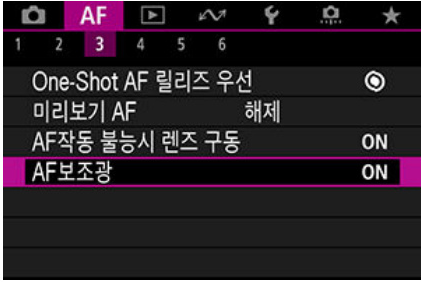 AF
1 2 3 4 5 6
One-Shot AF 릴리즈 우선
미리보기 AF 해제
AF작동 불능시 렌즈 구동 ON
AF보조광 ON